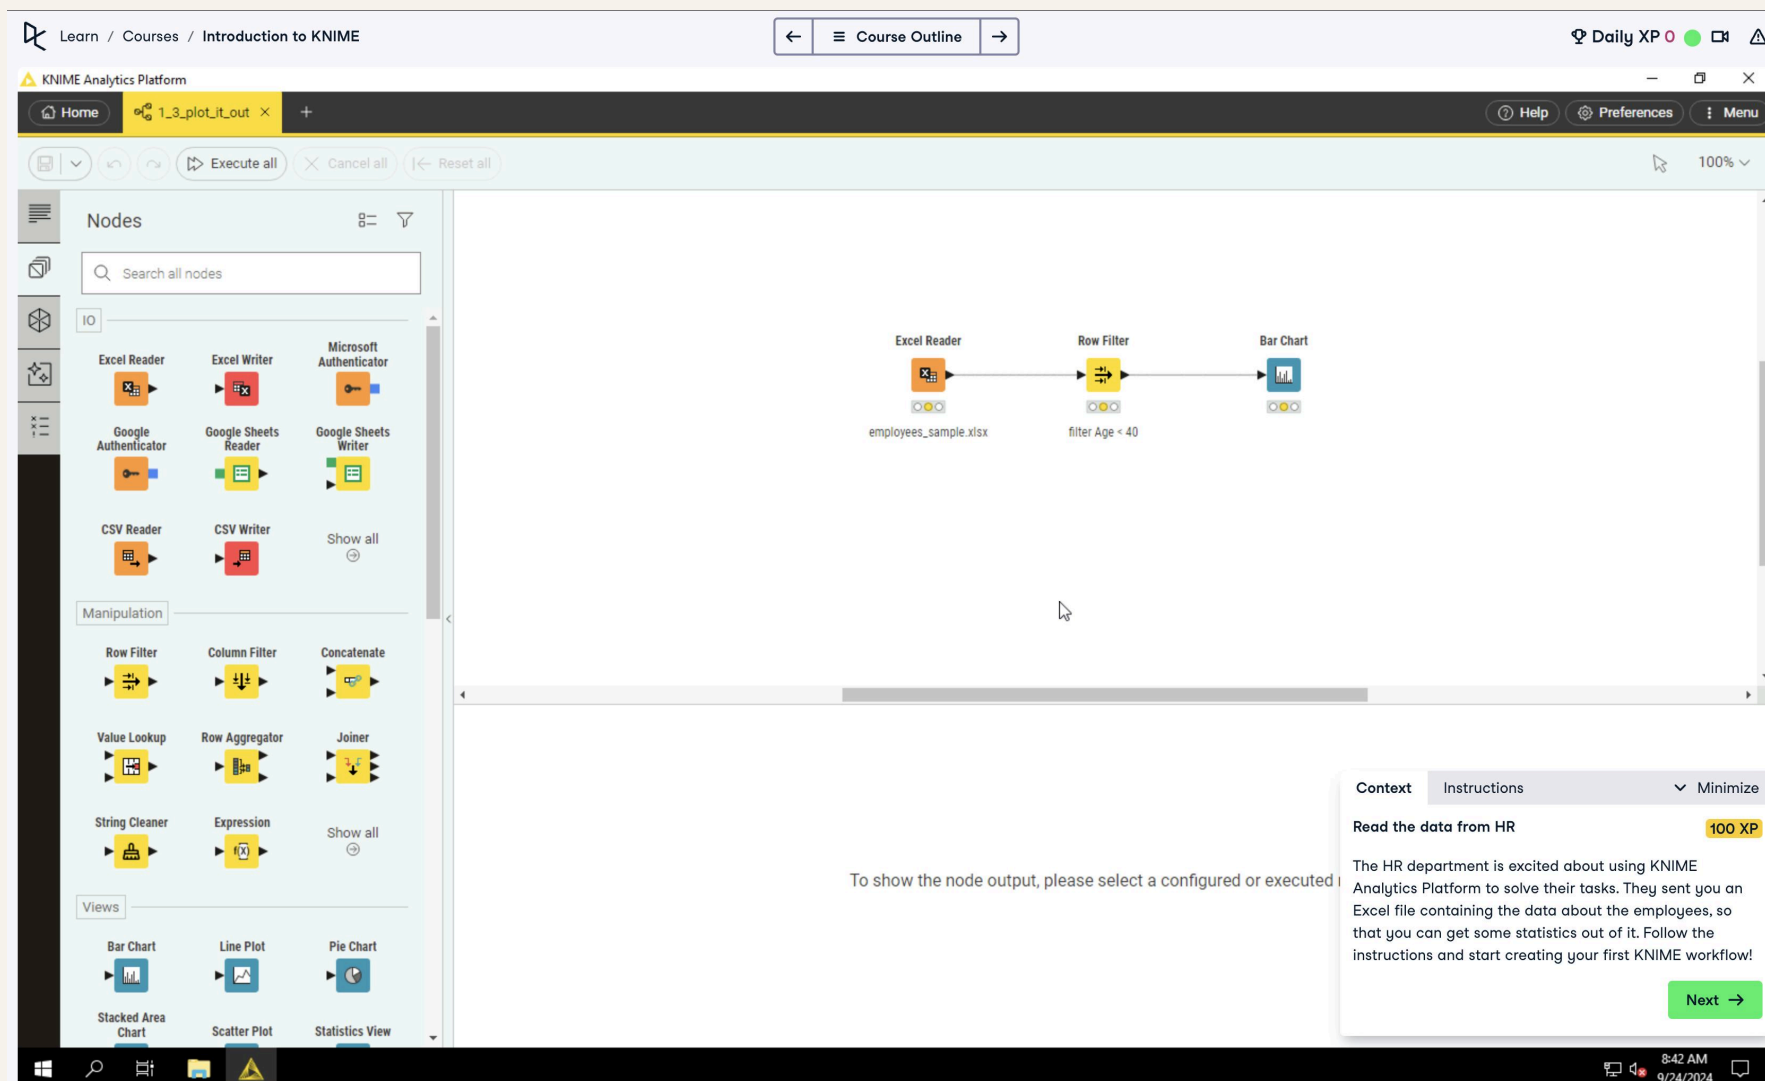 Learn / Courses / Introduction to KNIME
Course Outline
Daily XP 0
KNIME Analytics Platform
Home
1_3_plot_it_out
Help
Preferences
Menu
Execute all
Cancel all
Reset all
100%
Nodes
Search all nodes
IO
Excel Reader
Excel Writer
Microsoft
Authenticator
Google
Authenticator
Google Sheets
Reader
Google Sheets
Writer
CSV Reader
CSV Writer
Show all
Manipulation
Row Filter
Column Filter
Concatenate
Value Lookup
Row Aggregator
Joiner
String Cleaner
Expression
f(X)
Show all
Views
Bar Chart
Line Plot
Pie Chart
Stacked Area
Chart
Scatter Plot
Statistics View
Excel Reader
Row Filter
Bar Chart
employees_sample.xlsx
filter Age < 40
To show the node output, please select a configured or executed
Context
Instructions
Minimize
Read the data from HR
100 XP
The HR department is excited about using KNIME
Analytics Platform to solve their tasks. They sent you an
Excel file containing the data about the employees, so
that you can get some statistics out of it. Follow the
instructions and start creating your first KNIME workflow!
Next
8:42 AM
9/24/2024